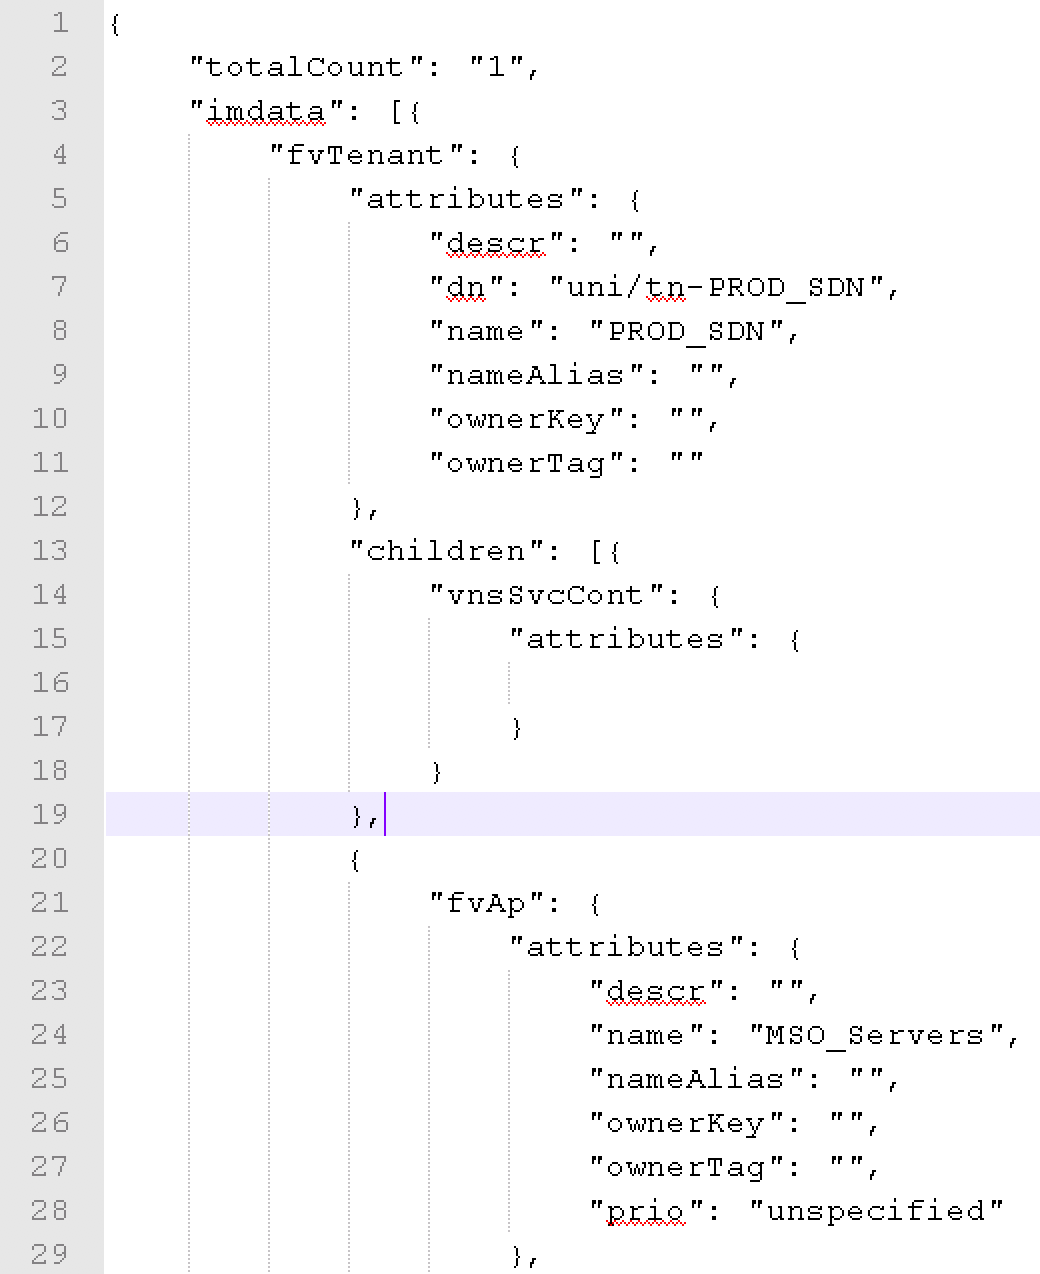 1 {
2 "totalCount": "1",
3 "imdata": [{
4 "fvTenant": {
5 "attributes": {
6 "descr": "",
7 "dn": "uni/tn-PROD_SDN",
8 "name": "PROD_SDN",
9 "nameAlias": "",
10 "ownerKey": "",
11 "ownerTag": ""
12 },
13 "children": [{
14 "vnsSvcCont": {
15 "attributes": {
16
17 }
18 }
19 },
20 {
21 "fvAp": {
22 "attributes": {
23 "descr": "",
24 "name": "MSO_Servers",
25 "nameAlias": "",
26 "ownerKey": "",
27 "ownerTag": "",
28 "prio": "unspecified"
29 },